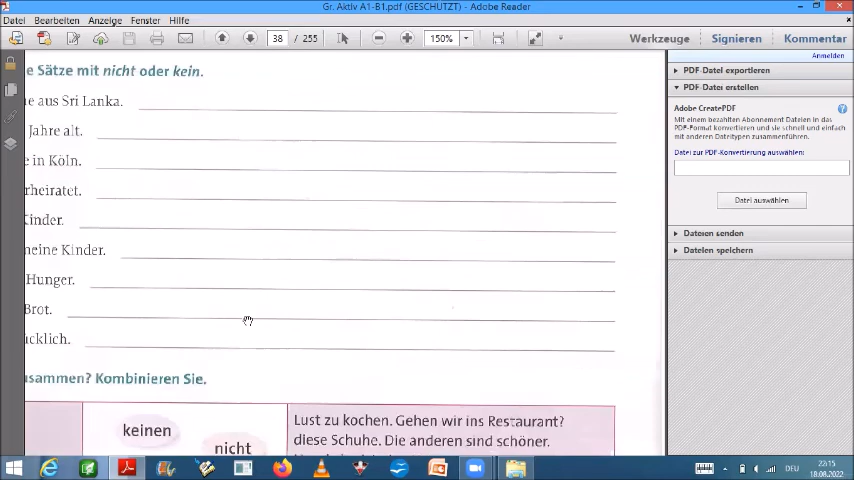 Gr. Aktiv A1-B1.pdf (GESCHÜTZT) - Adobe Reader
Datei Bearbeiten Anzeige Fenster Hilfe
38 / 255
150%
Werkzeuge
Signieren
Kommentar
Anmelden
e Sätze mit nicht oder kein.
e aus Sri Lanka.
Jahre alt.
e in Köln.
rheiratet.
Kinder.
meine Kinder.
Hunger.
Brot.
ücklich.
usammen? Kombinieren Sie.
keinen
nicht
Lust zu kochen. Gehen wir ins Restaurant?
diese Schuhe. Die anderen sind schöner.
PDF-Datei exportieren
PDF-Datei erstellen
Adobe CreatePDF
Mit einem bezahlten Abonnement Dateien in das
PDF-Format konvertieren und sie schnell und einfach
mit anderen Dateitypen zusammenführen.
Datei zur PDF-Konvertierung auswählen:
Datei auswählen
Dateien senden
Dateien speichern
DEU
22:15
18.08.2022